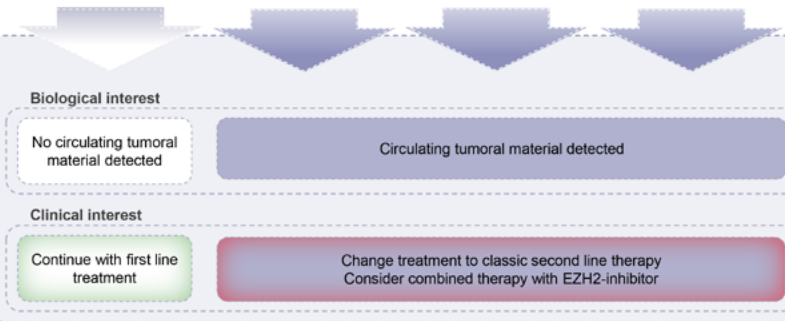 Biological interest
No circulating tumoral
material detected
Circulating tumoral material detected
Clinical interest
Continue with first line
treatment
Change treatment to classic second line therapy
Consider combined therapy with EZH2-inhibitor